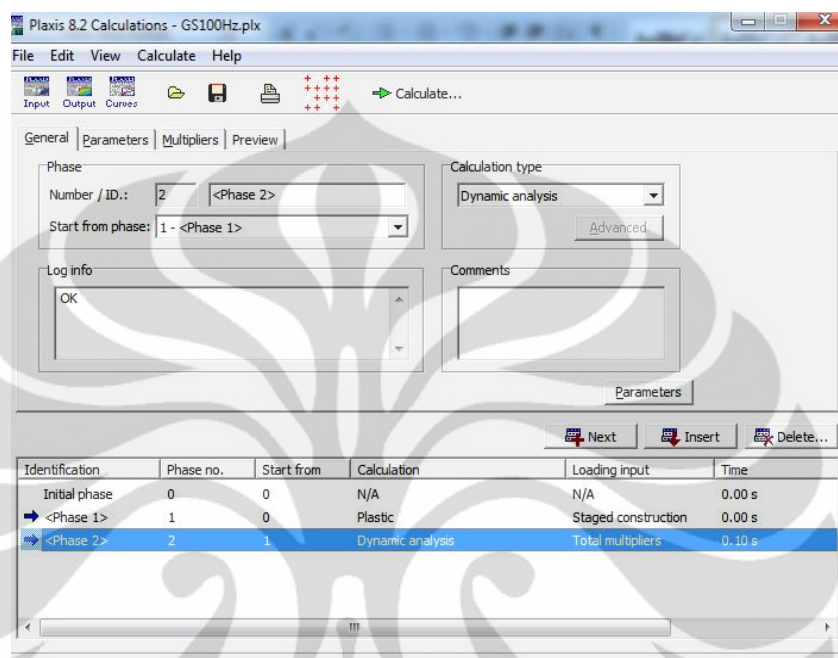 Plaxis 8.2 Calculations - GS100Hz.plx
File Edit View Calculate Help
Input Output Curves Calculate...
General Parameters Multipliers Preview
Phase
Number / ID.: 2 <Phase 2>
Start from phase: 1 - <Phase 1>
Calculation type
Dynamic analysis
Advanced
Log info
OK
Comments
Parameters
Next Insert Delete...
Identification Phase no. Start from Calculation Loading input Time
Initial phase 0 0 N/A N/A 0.00 s
<Phase 1> 1 0 Plastic Staged construction 0.00 s
<Phase 2> 2 1 Dynamic analysis Total multipliers 0.10 s